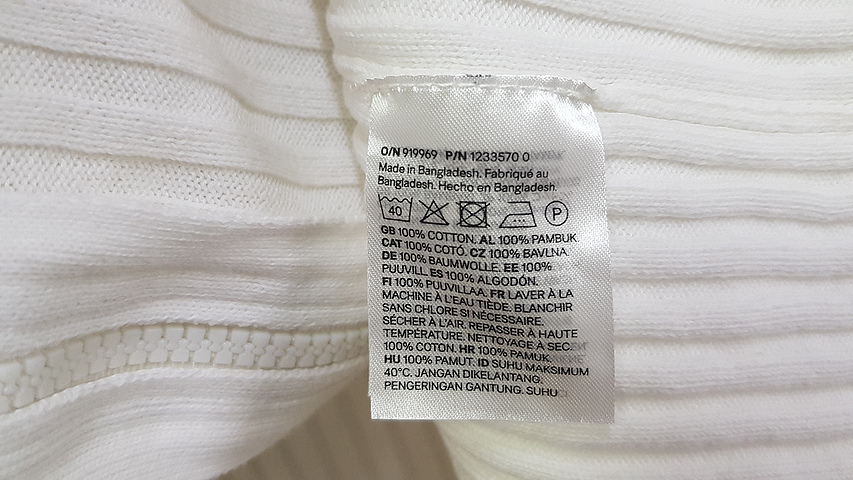 O/N 919969 P/N 1233570 0
Made in Bangladesh. Fabriqué au
Bangladesh. Hecho en Bangladesh.
40 P
GB 100% COTTON. AL 100% PAMBUK.
CAT 100% COTÓ. CZ 100% BAVLNA.
DE 100% BAUMWOLLE. EE 100%
PUUVILL. ES 100% ALGODÓN.
FI 100% PUUVILLAA. FR LAVER À LA
MACHINE À L'EAU TIÈDE. BLANCHIR
SANS CHLORE SI NÉCESSAIRE.
SÉCHER À L'AIR. REPASSER À HAUTE
TEMPÉRATURE. NETTOYAGE À SEC.
100% COTON. HR 100% PAMUK.
HU 100% PAMUT. ID SUHU MAKSIMUM
40°C. JANGAN DIKELANTANG.
PENGERINGAN GANTUNG. SUHU